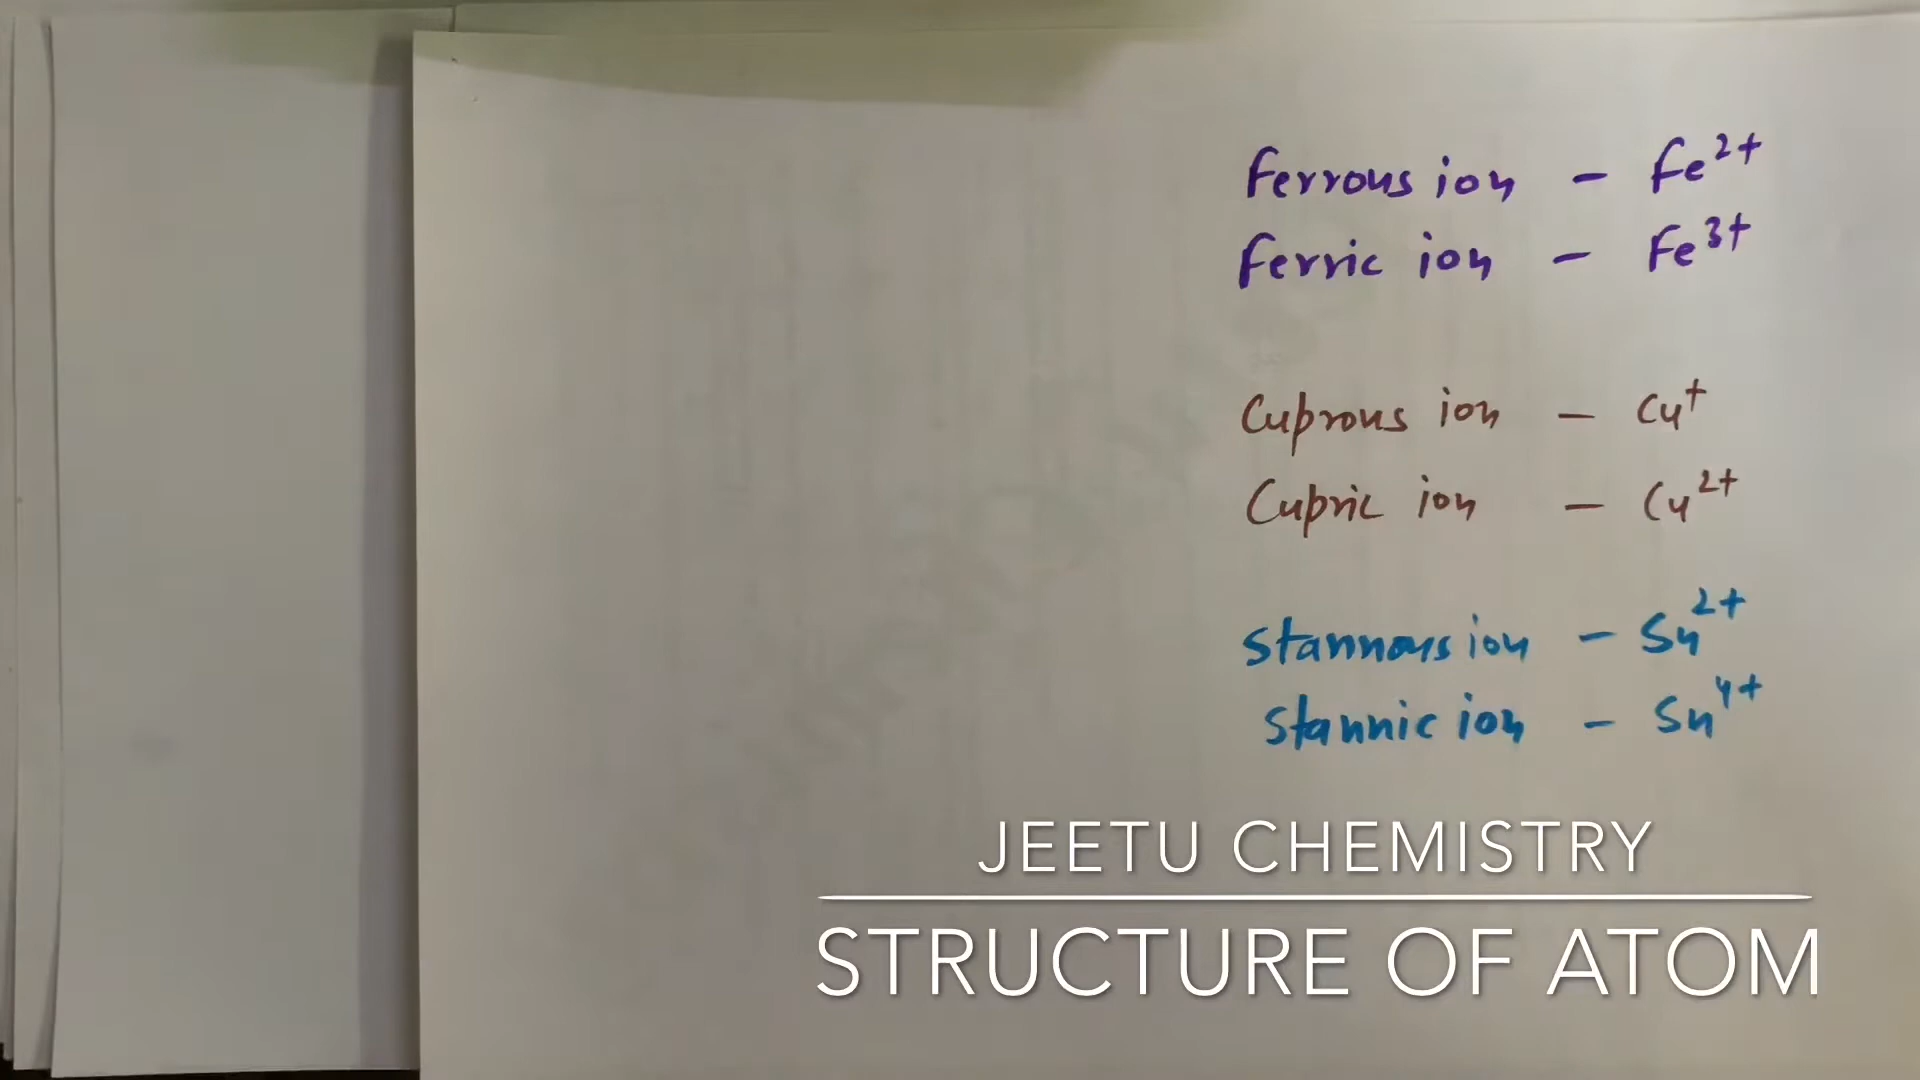 Ferrous ion - Fe²⁺
Ferric ion - Fe³⁺
Cuprous ion - Cu⁺
Cupric ion - Cu²⁺
Stannous ion - Sn²⁺
Stannic ion - Sn⁴⁺
JEETU CHEMISTRY
STRUCTURE OF ATOM